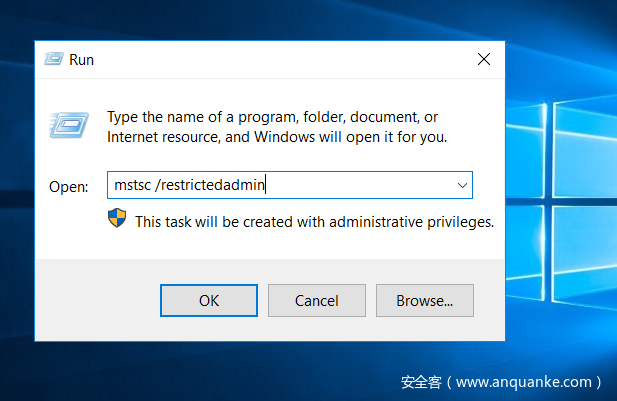 Run
Type the name of a program, folder, document, or
Internet resource, and Windows will open it for you.
Open: mstsc /restrictedadmin
This task will be created with administrative privileges.
OK Cancel Browse...
安全客（www.anquanke.com）